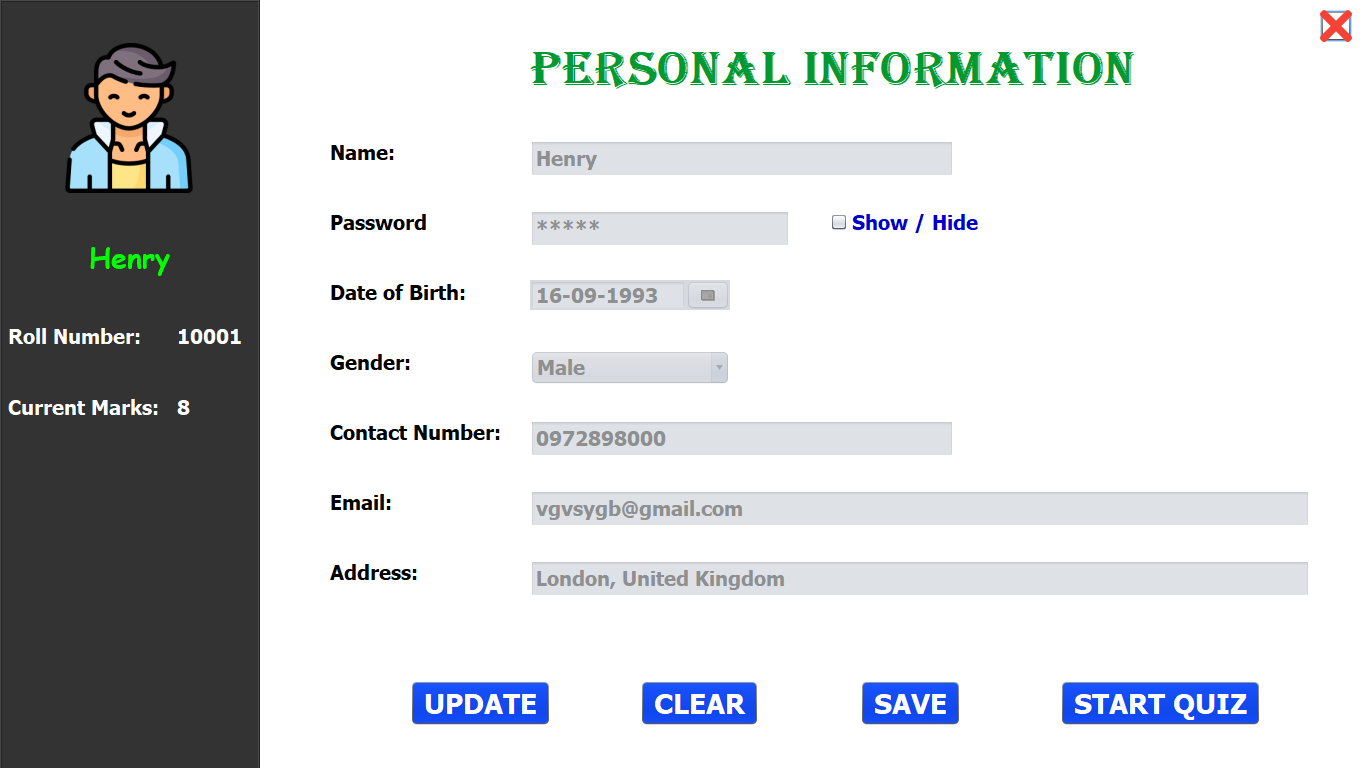 PERSONAL INFORMATION
Henry
Roll Number: 10001
Current Marks: 8
Name: Henry
Password ***** Show / Hide
Date of Birth: 16-09-1993
Gender: Male
Contact Number: 0972898000
Email: vgvsygb@gmail.com
Address: London, United Kingdom
UPDATE CLEAR SAVE START QUIZ